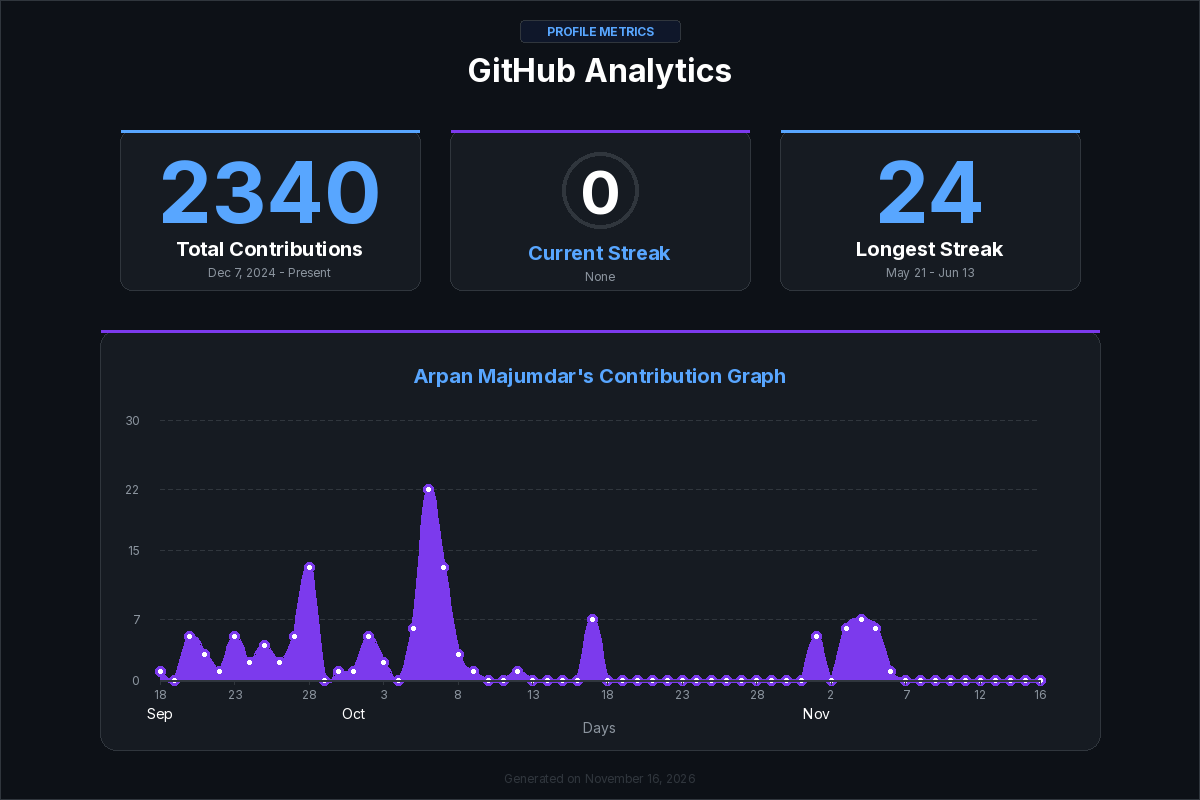 PROFILE METRICS
GitHub Analytics
2340
Total Contributions
Dec 7, 2024 - Present
0
Current Streak
None
24
Longest Streak
May 21 - Jun 13
Arpan Majumdar's Contribution Graph
30
22
15
7
0
18 23 28 3 8 13 18 23 28 2 7 12 16
Sep Oct Nov
Days
Generated on November 16, 2026